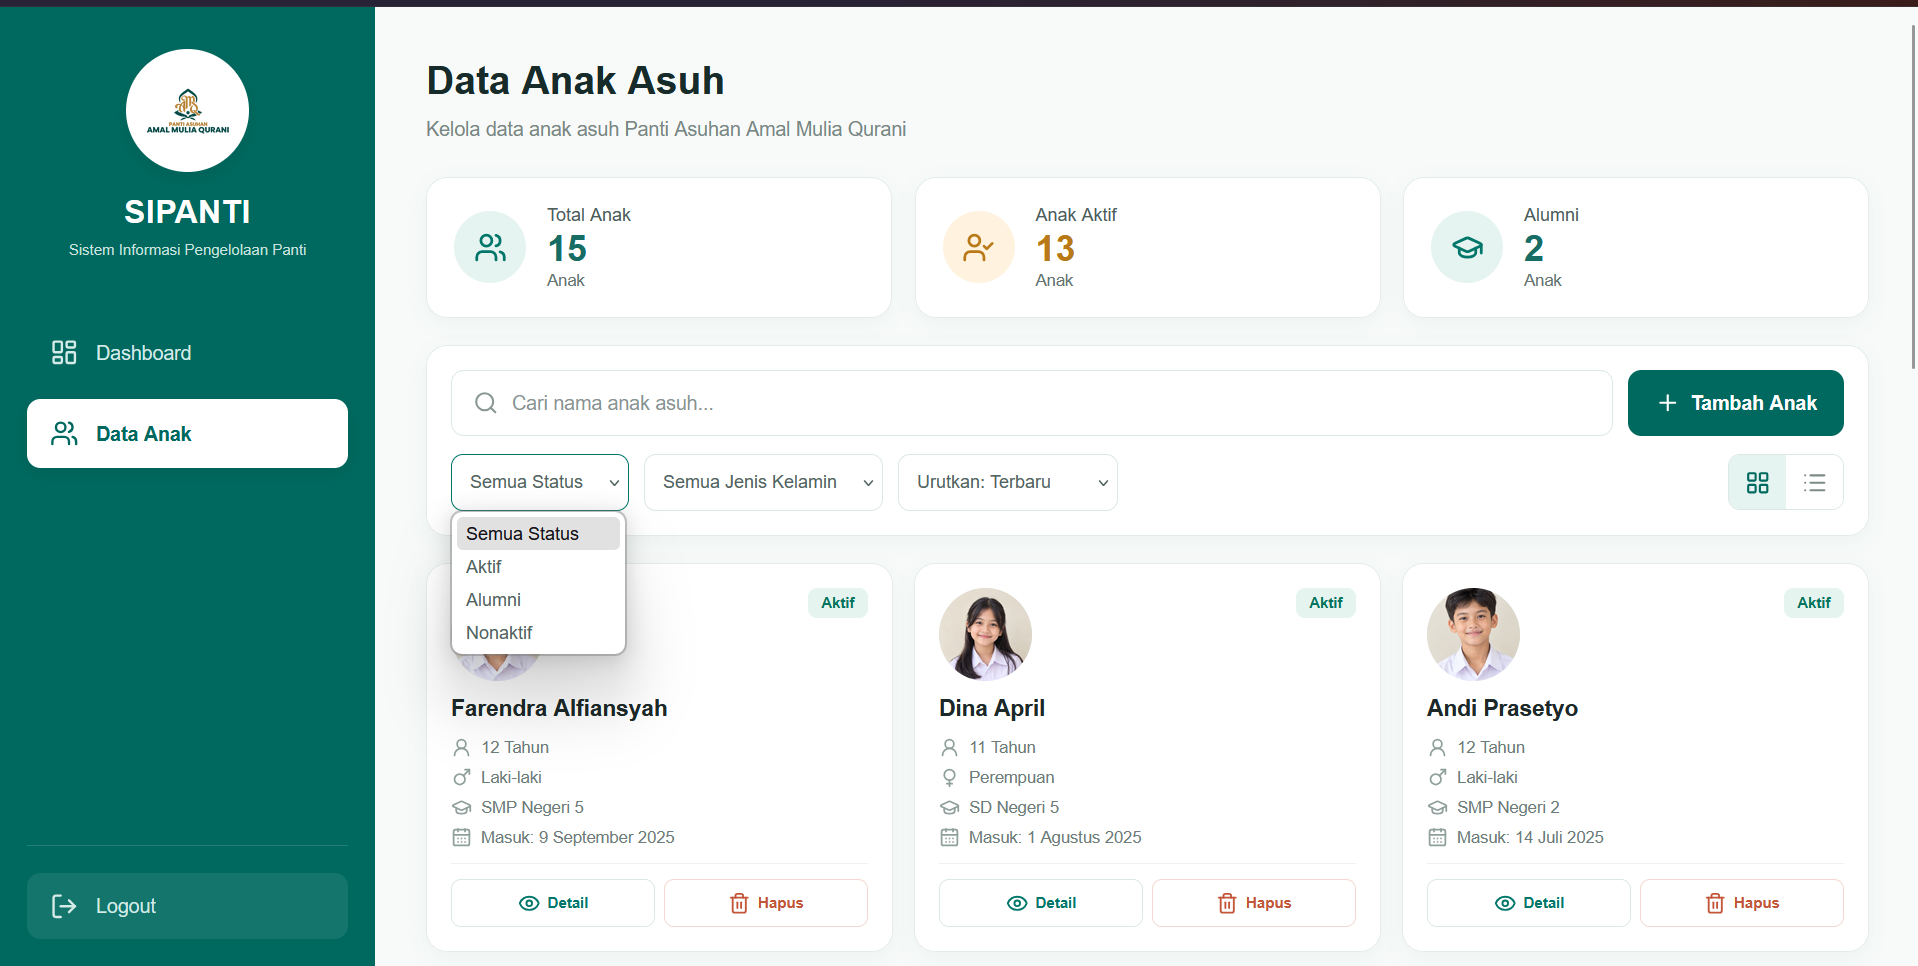 PANTI ASUHAN
AMAL MULIA QURANI
SIPANTI
Sistem Informasi Pengelolaan Panti
Dashboard
Data Anak
Logout
Data Anak Asuh
Kelola data anak asuh Panti Asuhan Amal Mulia Qurani
Total Anak
15
Anak
Anak Aktif
13
Anak
Alumni
2
Anak
Cari nama anak asuh...
Tambah Anak
Semua Status
Semua Jenis Kelamin
Urutkan: Terbaru
Semua Status
Aktif
Alumni
Nonaktif
Aktif
Farendra Alfiansyah
12 Tahun
Laki-laki
SMP Negeri 5
Masuk: 9 September 2025
Detail
Hapus
Aktif
Dina April
11 Tahun
Perempuan
SD Negeri 5
Masuk: 1 Agustus 2025
Detail
Hapus
Aktif
Andi Prasetyo
12 Tahun
Laki-laki
SMP Negeri 2
Masuk: 14 Juli 2025
Detail
Hapus